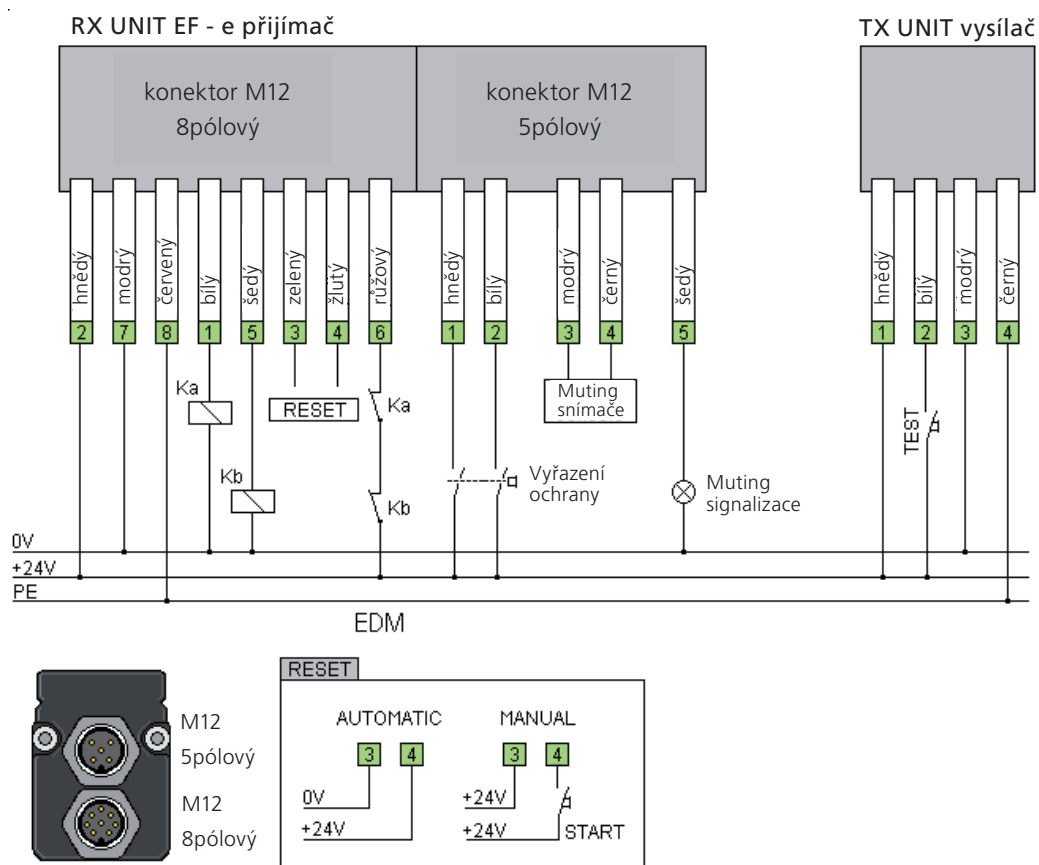 RX UNIT EF - e přijímač
TX UNIT vysílač
konektor M12
8pólový
konektor M12
5pólový
hnědý
modrý
červený
bílý
šedý
zelený
žlutý
růžový
hnědý
bílý
modrý
černý
šedý
hnědý
bílý
modrý
černý
2
7
8
1
5
3
4
6
1
2
3
4
5
1
2
3
4
Ka
RESET
Ka
Muting
snímače
TEST
Kb
Kb
Vyřazení
ochrany
Muting
signalizace
0V
+24V
PE
EDM
RESET
M12
5pólový
M12
8pólový
AUTOMATIC
MANUAL
3
4
3
4
0V
+24V
+24V
+24V
START